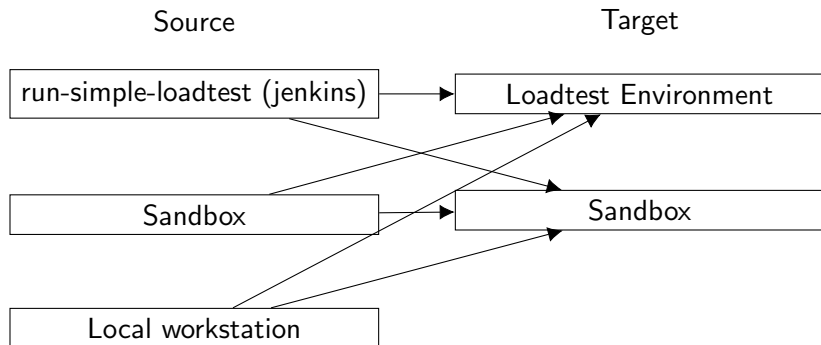 Source
Target
run-simple-loadtest (jenkins)
Loadtest Environment
Sandbox
Sandbox
Local workstation